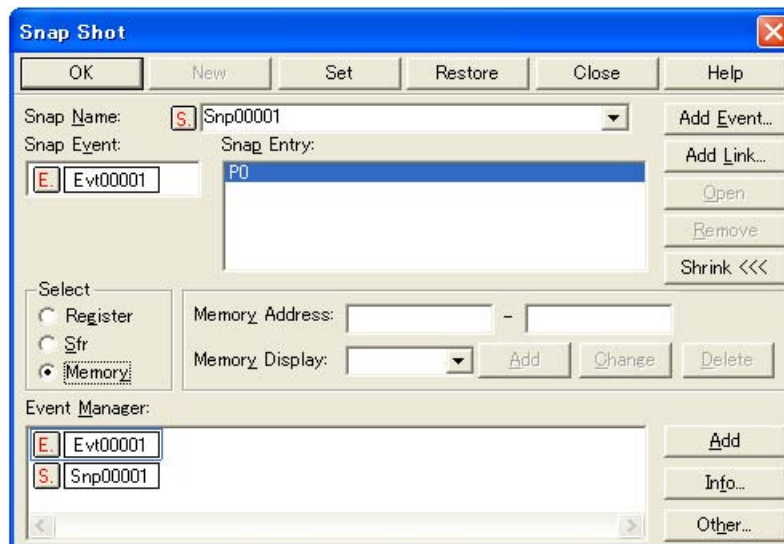 Snap Shot
OK New Set Restore Close Help
Snap Name: S. Snp00001 Add Event...
Snap Event: Snap Entry: Add Link...
E. Evt00001 P0 Open
Remove
Shrink <<<
Select
Register Memory Address: -
Sfr
Memory Memory Display: Add Change Delete
Event Manager:
E. Evt00001 Add
S. Snp00001 Info...
Other...